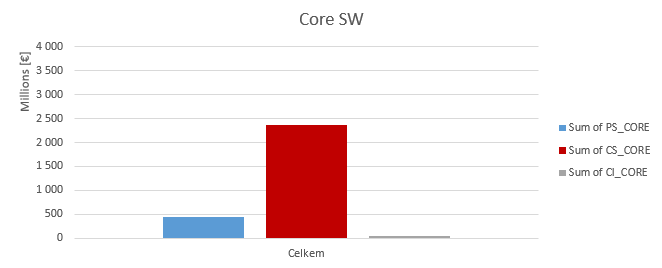 Core SW
Millions [€]
4 000
3 500
3 000
2 500
2 000
1 500
1 000
500
0
Celkem
Sum of PS_CORE
Sum of CS_CORE
Sum of CI_CORE